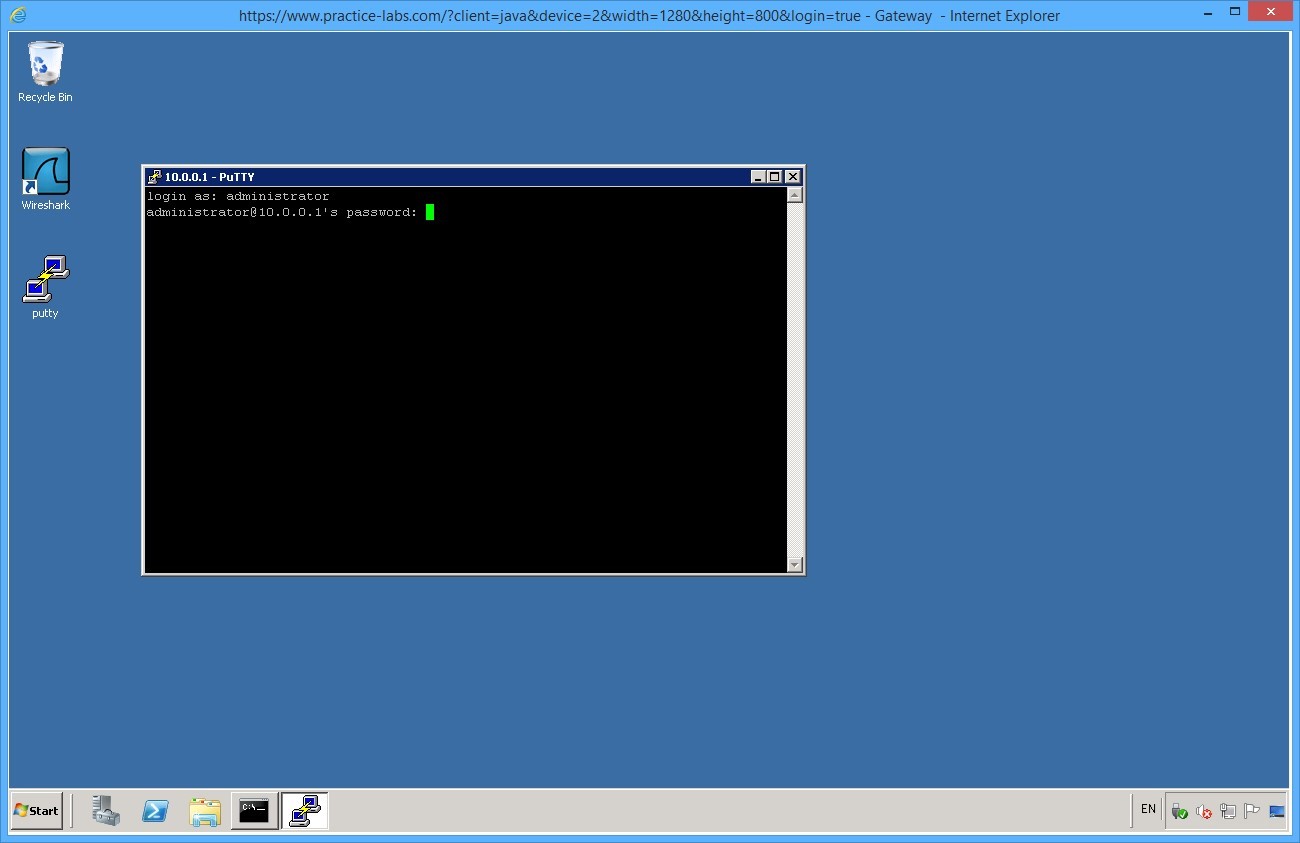 https://www.practice-labs.com/?client=java&device=2&width=1280&height=800&login=true - Gateway - Internet Explorer
Recycle Bin
Wireshark
putty
10.0.0.1 - PuTTY
login as: administrator
administrator@10.0.0.1's password:
Start
C:\
EN